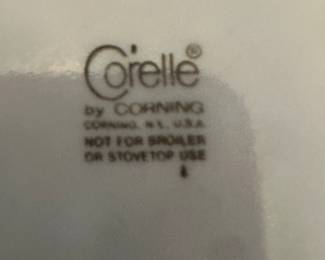 Corelle®
by CORNING
CORNING, N.Y., U.S.A.
NOT FOR BROILER
OR STOVETOP USE